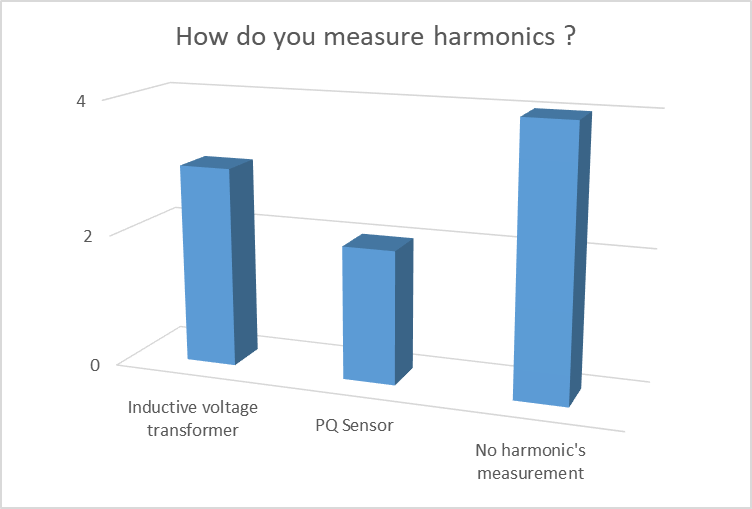 How do you measure harmonics ?
4
2
0
Inductive voltage
transformer
PQ Sensor
No harmonic's
measurement